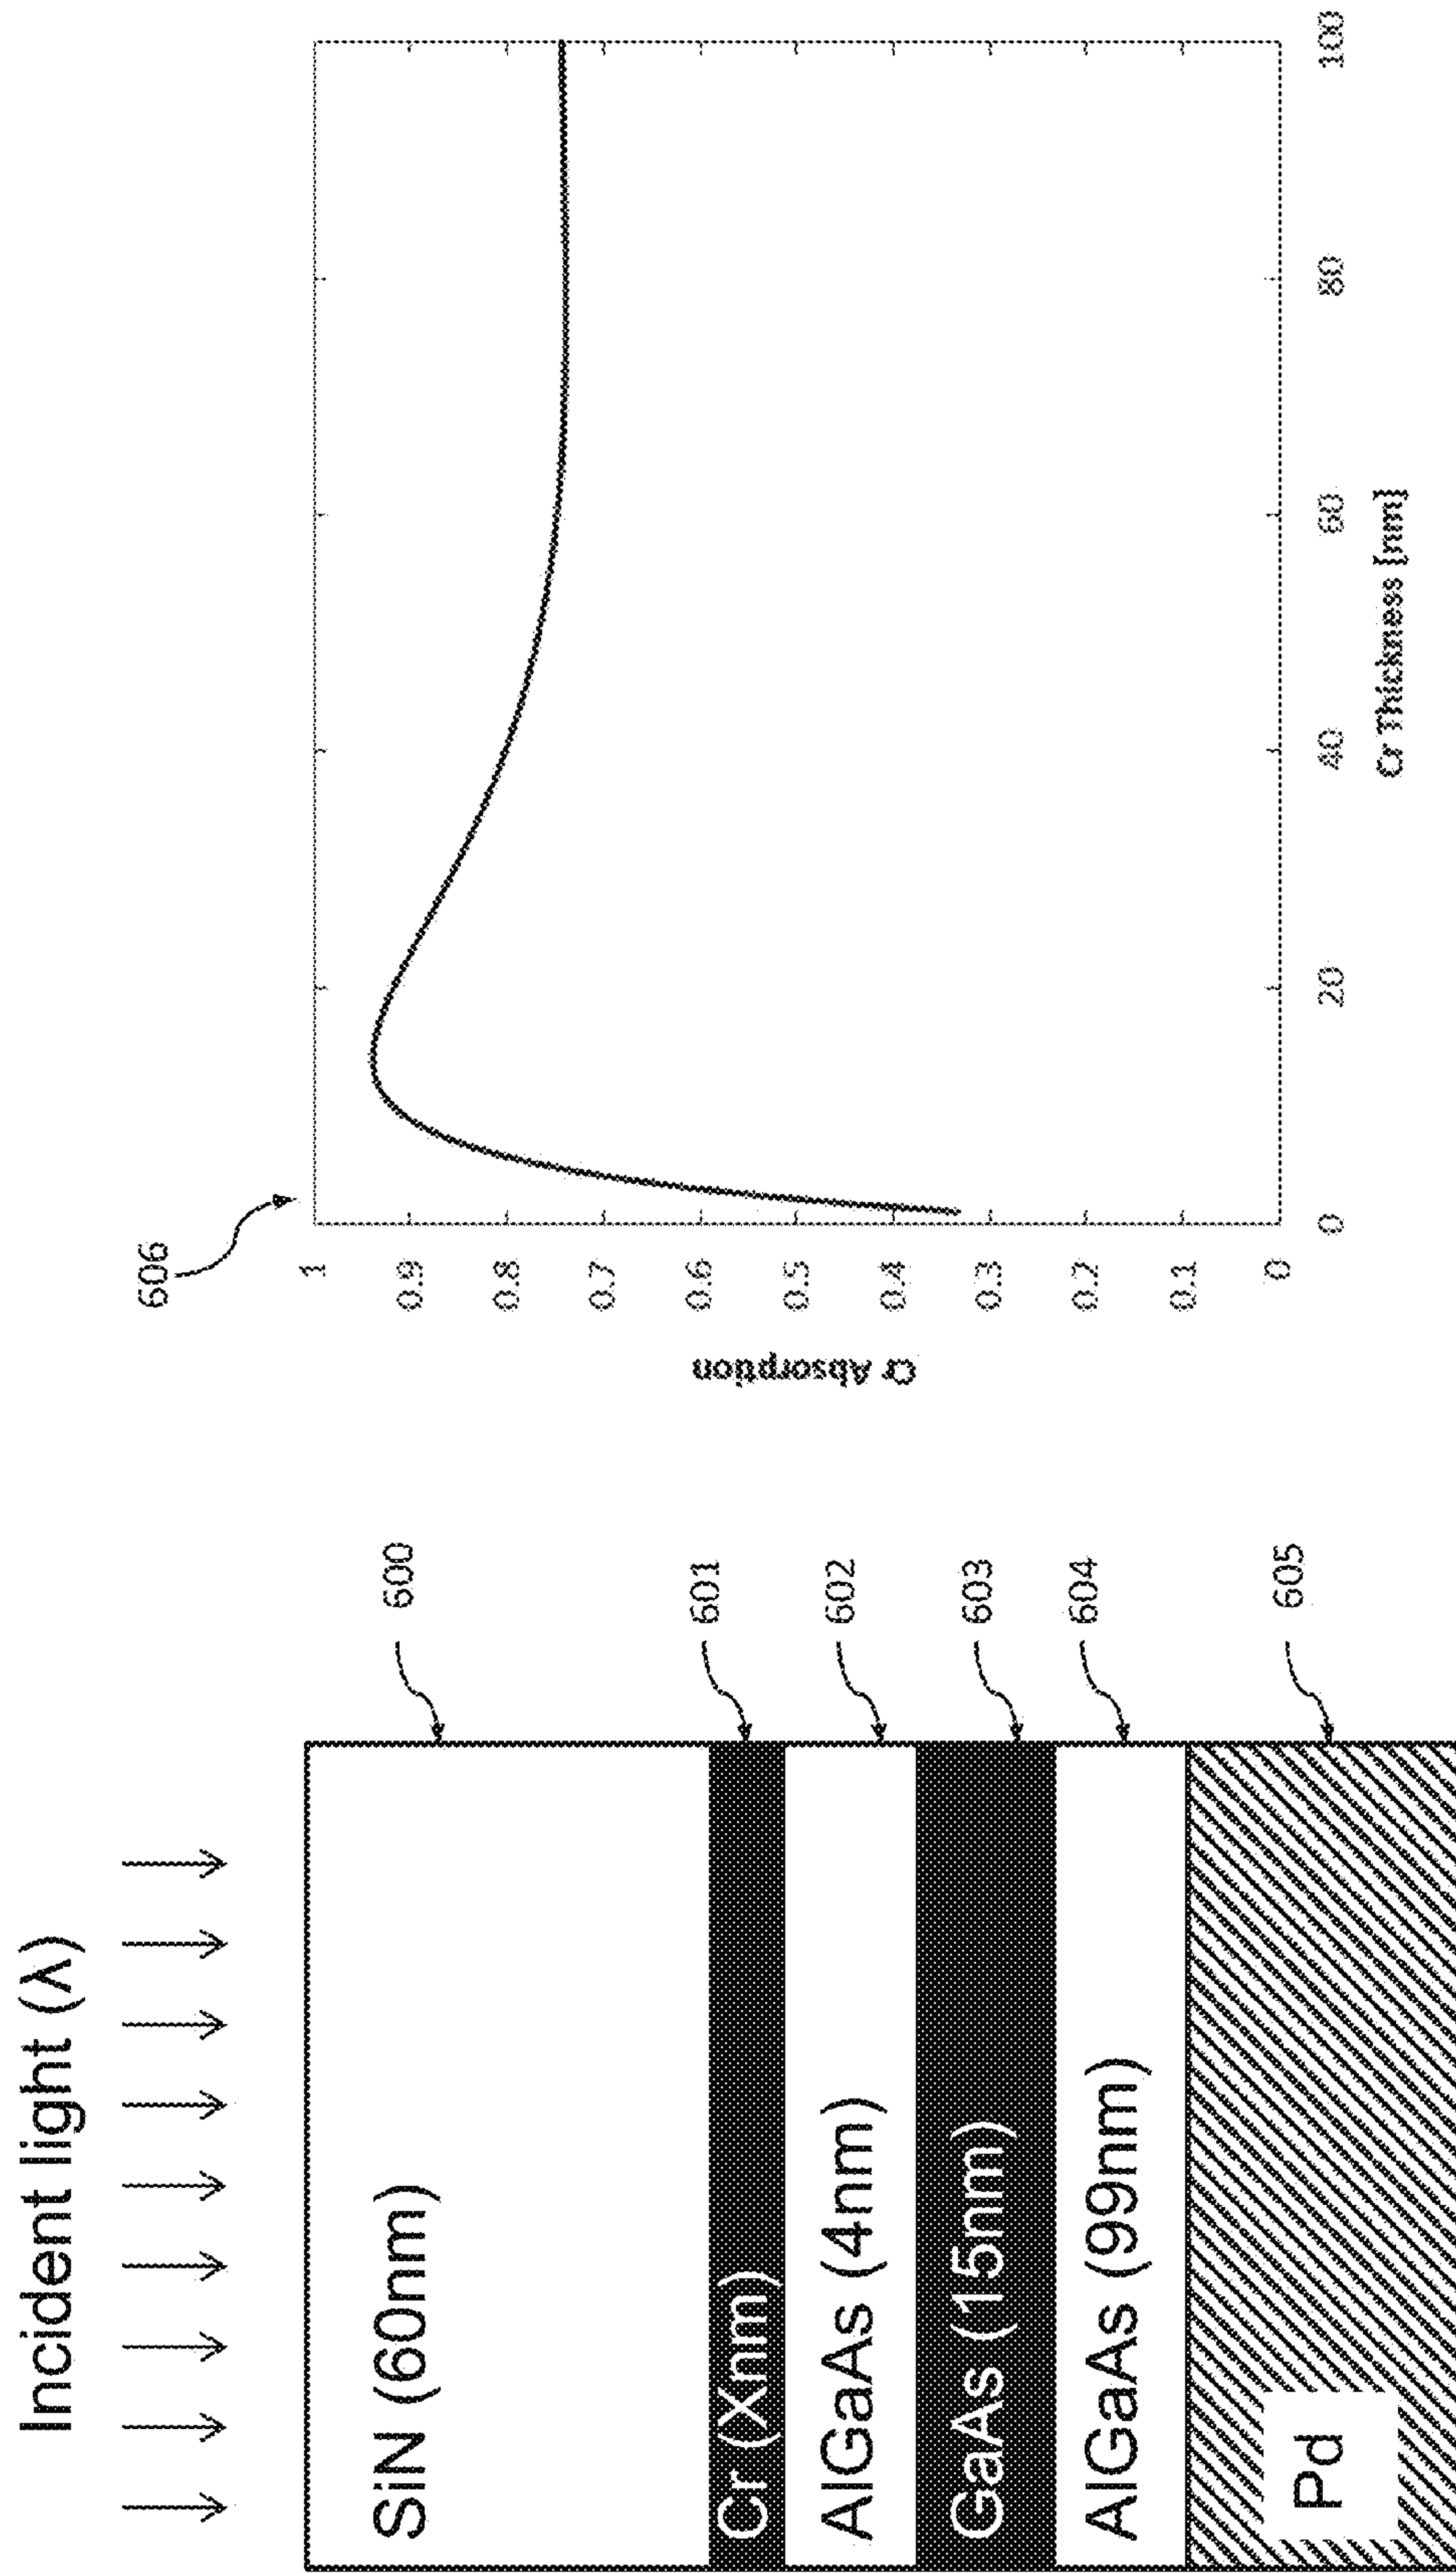 Incident light (λ)
SiN (60nm)
600
Cr (Xnm)
601
AlGaAs (4nm)
602
GaAs (15nm)
603
AlGaAs (99nm)
604
Pd
605
606
Cr Absorption
1
0.9
0.8
0.7
0.6
0.5
0.4
0.3
0.2
0.1
0
0 20 40 60 80 100
Cr Thickness [nm]